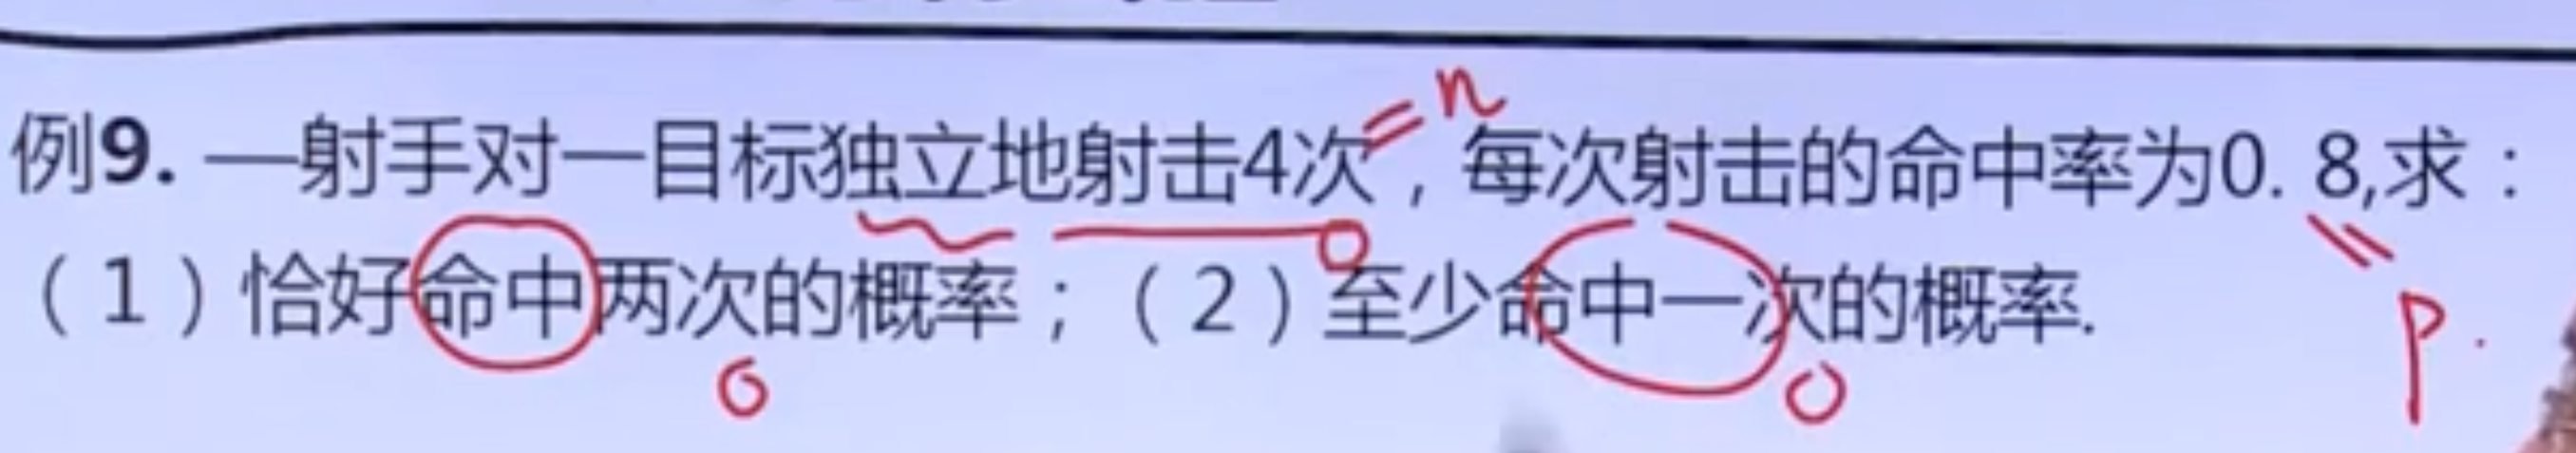 例9. 一射手对一目标独立地射击4次，每次射击的命中率为0. 8,求：
=n
（1）恰好命中两次的概率；（2）至少命中一次的概率.
p.